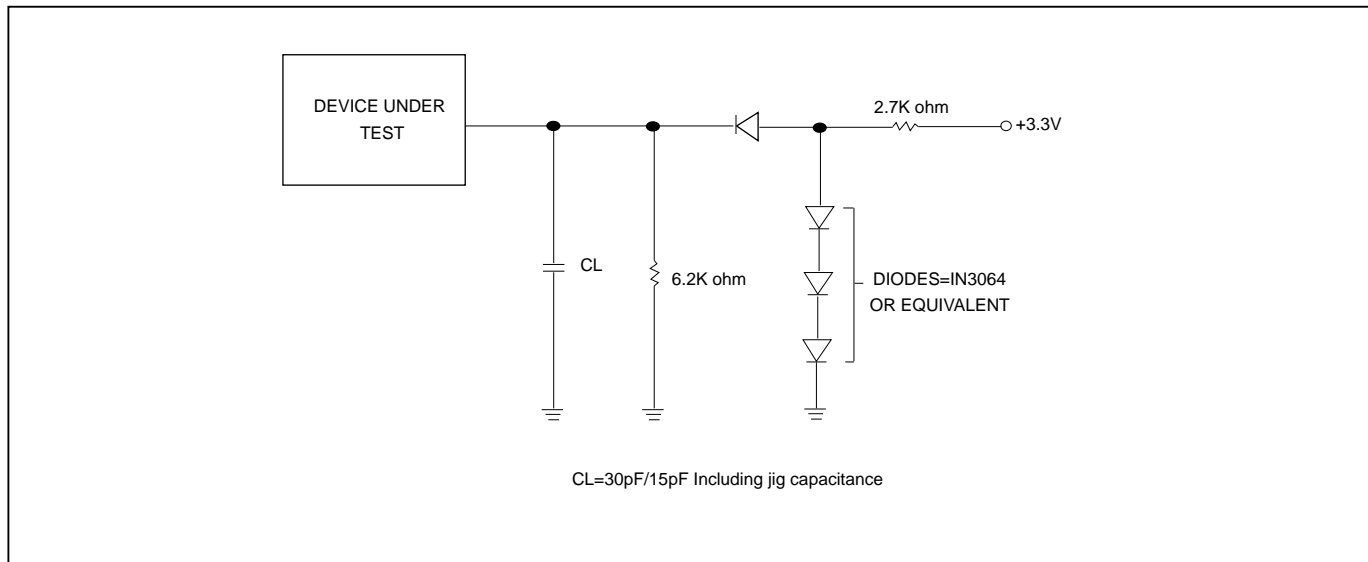 DEVICE UNDER
TEST
2.7K ohm
+3.3V
CL
6.2K ohm
DIODES=IN3064
OR EQUIVALENT
CL=30pF/15pF Including jig capacitance